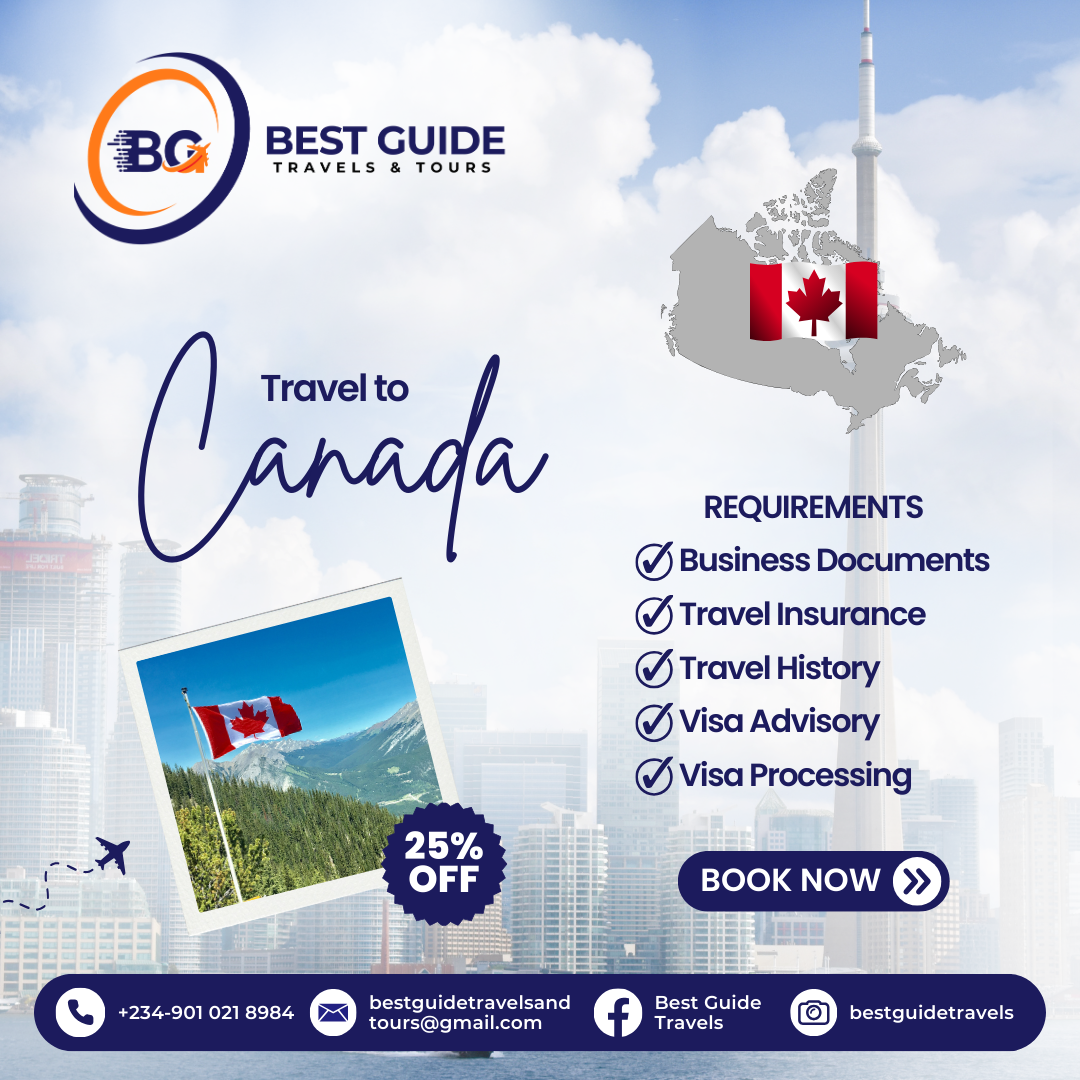 BG
BEST GUIDE
TRAVELS & TOURS
Travel to
Canada
REQUIREMENTS
Business Documents
Travel Insurance
Travel History
Visa Advisory
Visa Processing
25%
OFF
BOOK NOW
+234-901 021 8984
bestguidetravelsand
tours@gmail.com
Best Guide
Travels
bestguidetravels